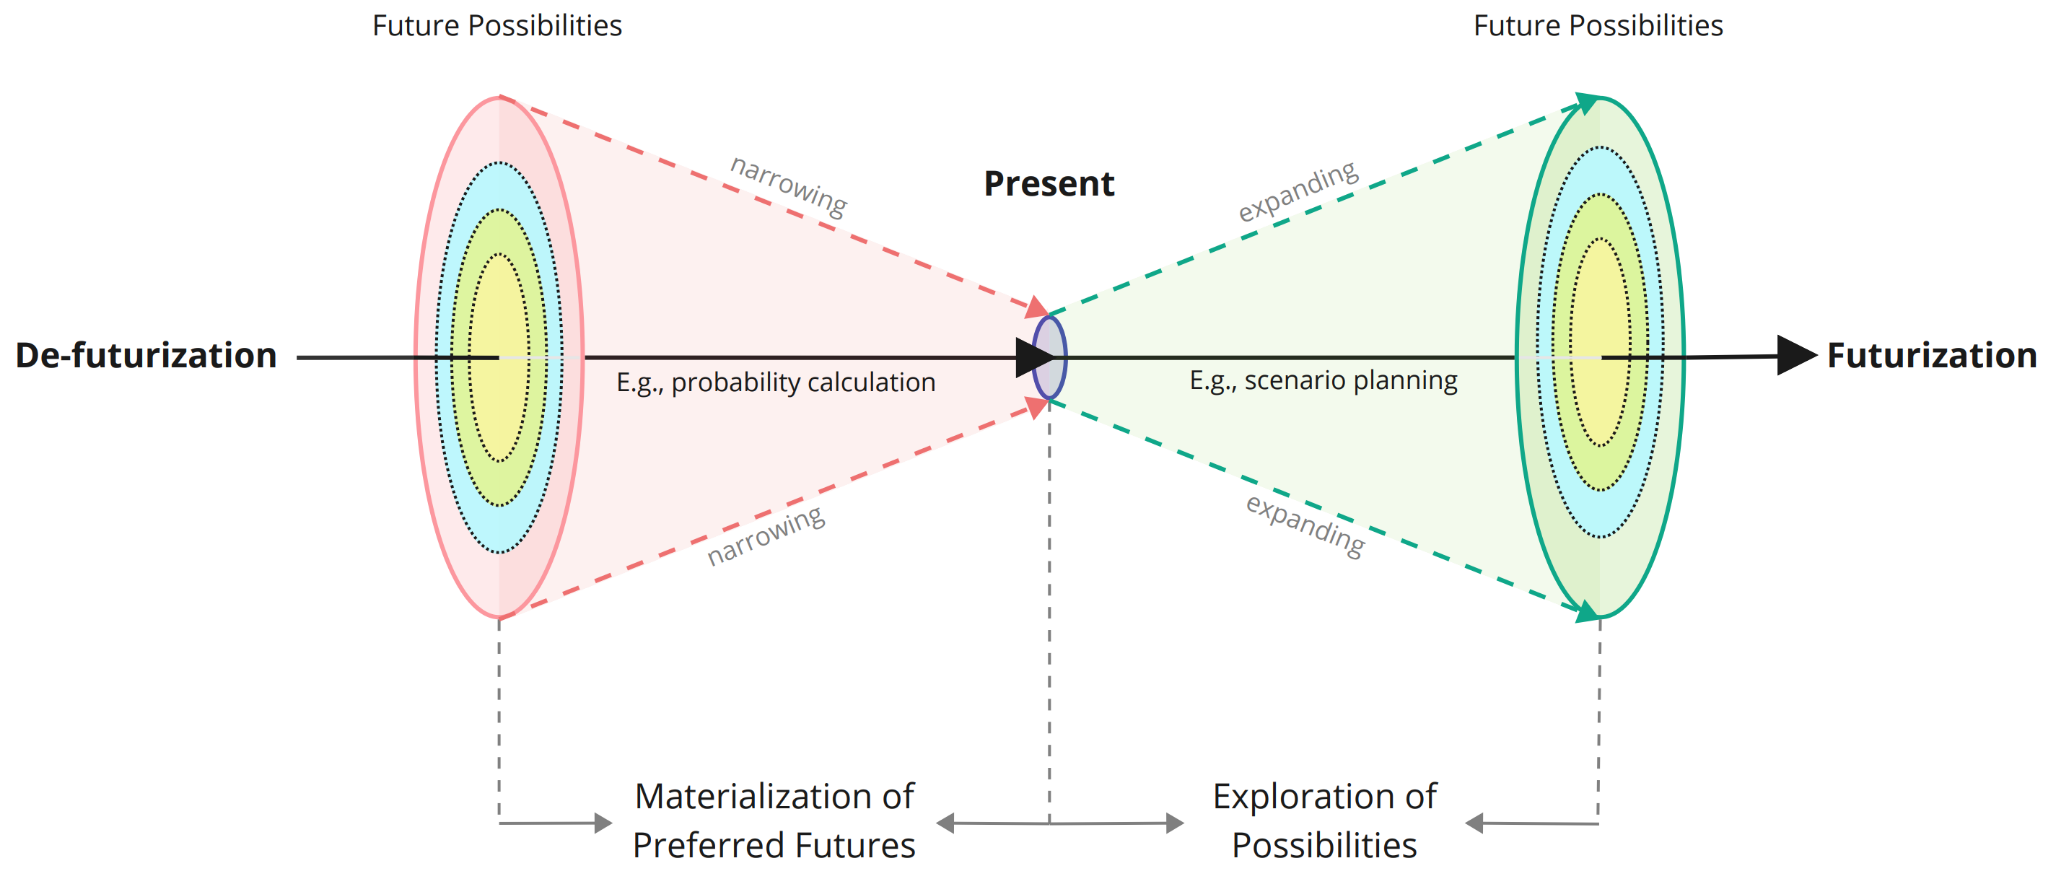 Future Possibilities
Future Possibilities
narrowing
Present
expanding
De-futurization
Futurization
E.g., probability calculation
E.g., scenario planning
narrowing
expanding
Materialization of
Preferred Futures
Exploration of
Possibilities